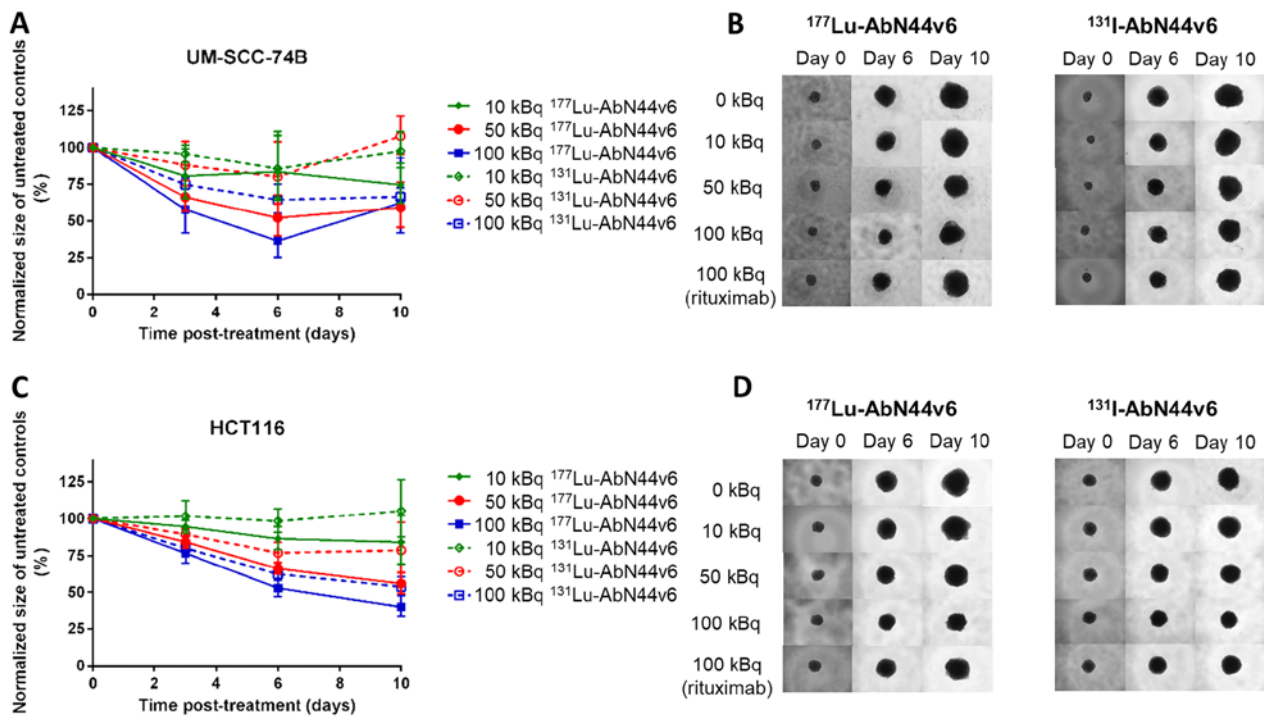 A
UM-SCC-74B
Normalized size of untreated controls
(%)
125
100
75
50
25
0
0 2 4 6 8 10
Time post-treatment (days)
10 kBq ¹⁷⁷Lu-AbN44v6
50 kBq ¹⁷⁷Lu-AbN44v6
100 kBq ¹⁷⁷Lu-AbN44v6
10 kBq ¹³¹Lu-AbN44v6
50 kBq ¹³¹Lu-AbN44v6
100 kBq ¹³¹Lu-AbN44v6
B
¹⁷⁷Lu-AbN44v6 ¹³¹I-AbN44v6
Day 0 Day 6 Day 10 Day 0 Day 6 Day 10
0 kBq
10 kBq
50 kBq
100 kBq
100 kBq
(rituximab)
C
HCT116
Normalized size of untreated controls
(%)
125
100
75
50
25
0
0 2 4 6 8 10
Time post-treatment (days)
10 kBq ¹⁷⁷Lu-AbN44v6
50 kBq ¹⁷⁷Lu-AbN44v6
100 kBq ¹⁷⁷Lu-AbN44v6
10 kBq ¹³¹Lu-AbN44v6
50 kBq ¹³¹Lu-AbN44v6
100 kBq ¹³¹Lu-AbN44v6
D
¹⁷⁷Lu-AbN44v6 ¹³¹I-AbN44v6
Day 0 Day 6 Day 10 Day 0 Day 6 Day 10
0 kBq
10 kBq
50 kBq
100 kBq
100 kBq
(rituximab)